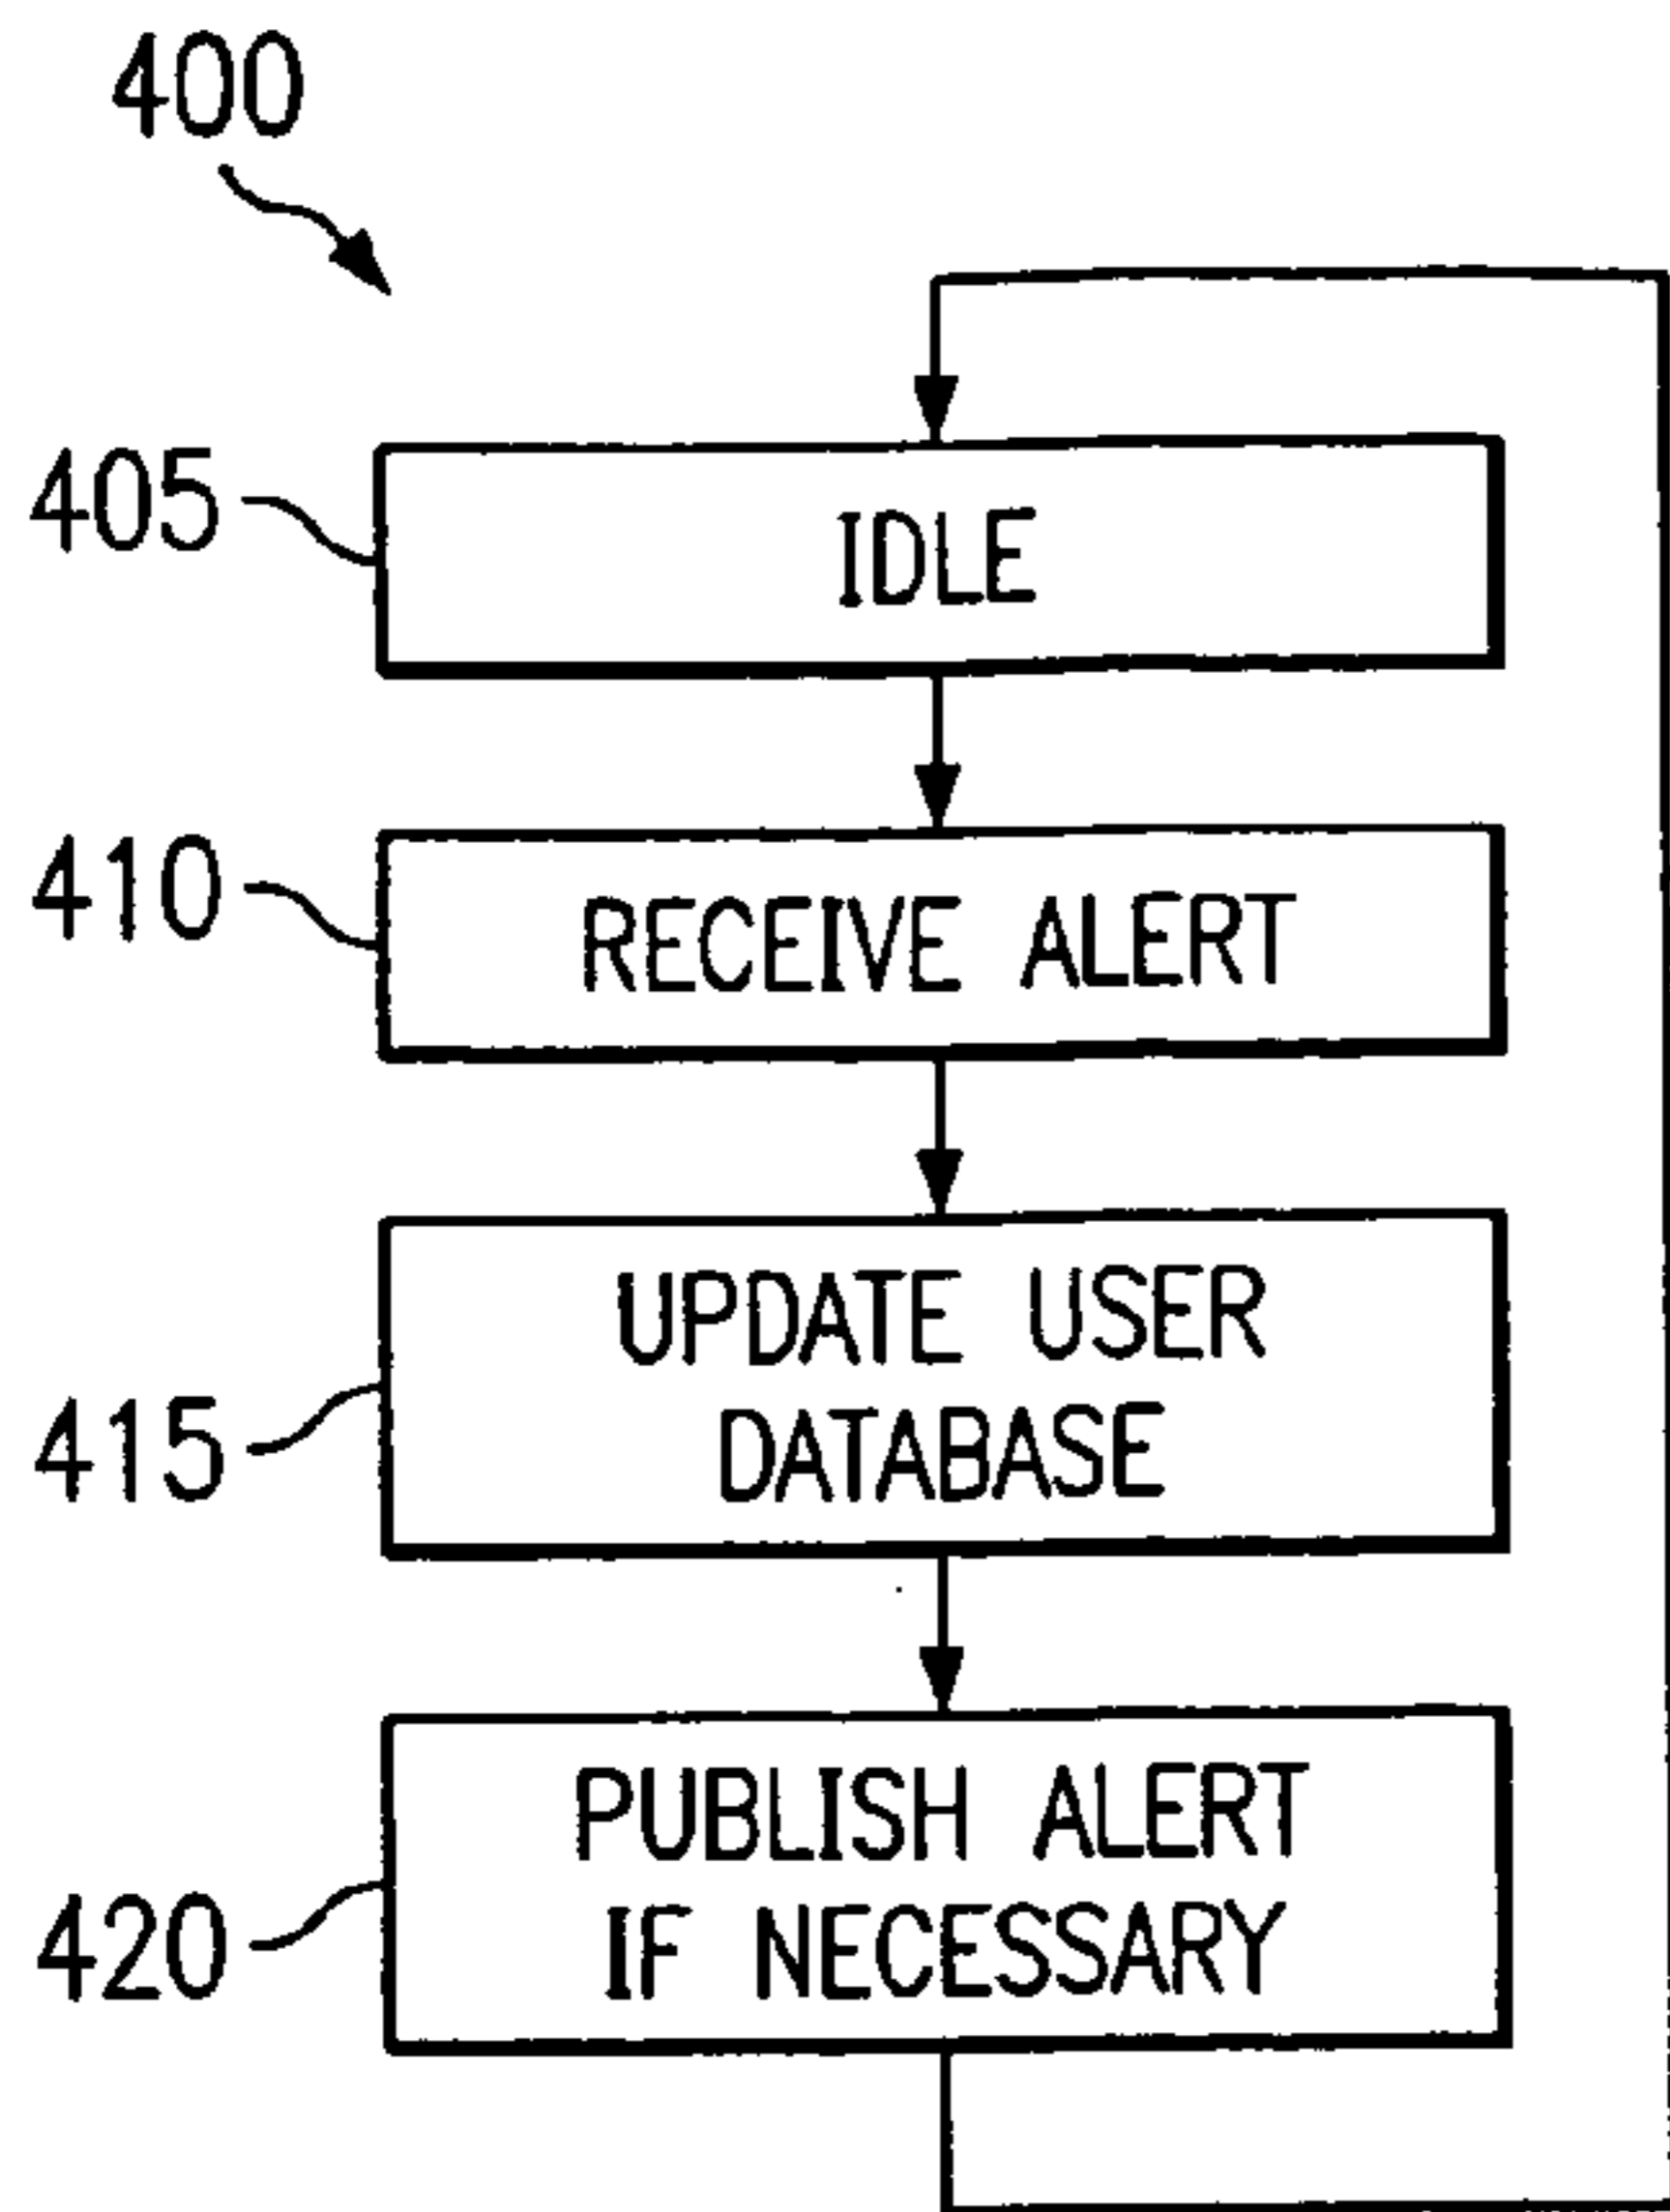 400
405
IDLE
410
RECEIVE ALERT
UPDATE USER
DATABASE
415
PUBLISH ALERT
IF NECESSARY
420